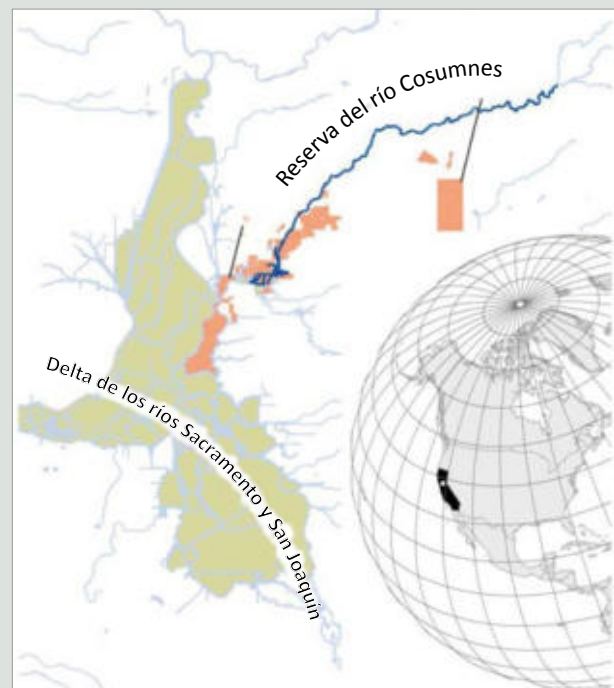 Reserva del río Cosumnes
Delta de los ríos Sacramento y San Joaquín